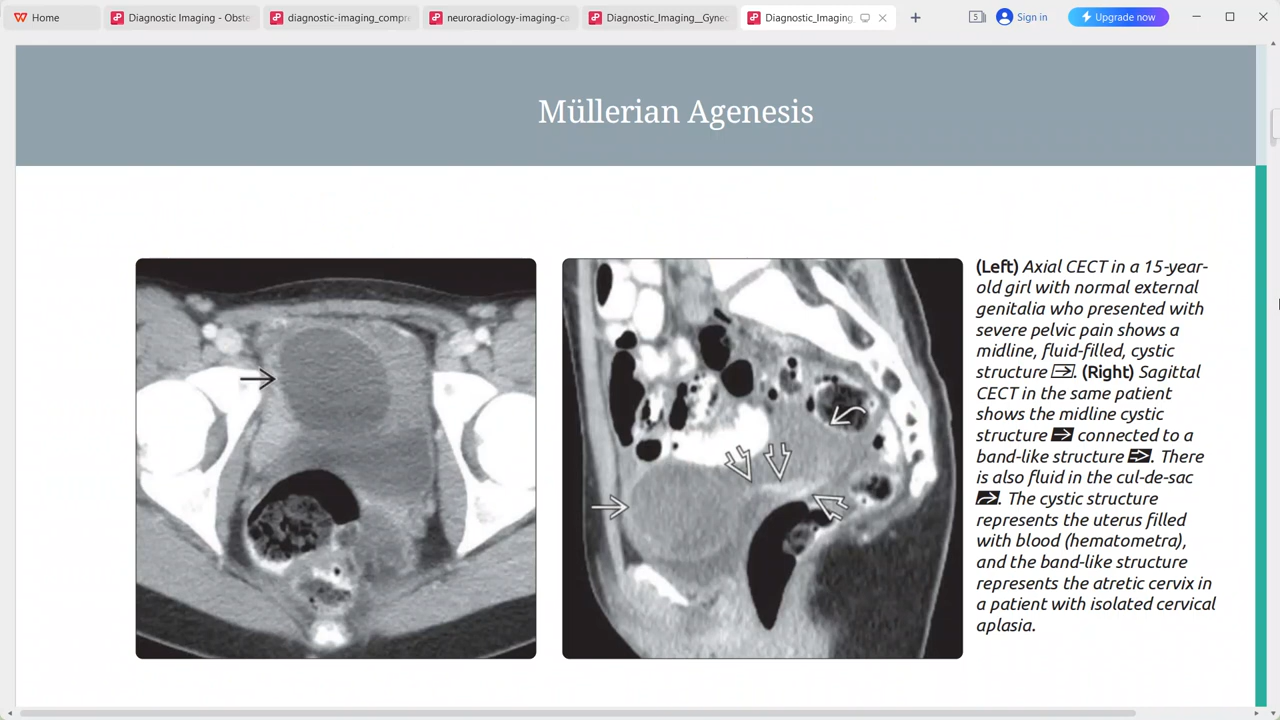 Home
Diagnostic Imaging - Obste
diagnostic-imaging_compre
neuroradiology-imaging-ca
Diagnostic_Imaging__Gynec
Diagnostic_Imaging_
5
Sign in
Upgrade now
Müllerian Agenesis
(Left) Axial CECT in a 15-year-
old girl with normal external
genitalia who presented with
severe pelvic pain shows a
midline, fluid-filled, cystic
structure . (Right) Sagittal
CECT in the same patient
shows the midline cystic
structure connected to a
band-like structure . There
is also fluid in the cul-de-sac
. The cystic structure
represents the uterus filled
with blood (hematometra),
and the band-like structure
represents the atretic cervix in
a patient with isolated cervical
aplasia.